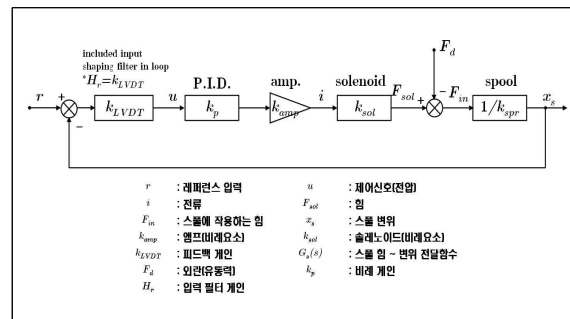 included input
shaping filter in loop
*H_r=k_LVDT
P.I.D.
amp.
solenoid
spool
F_d
r
+
−
k_LVDT
u
k_p
k_amp
i
k_sol
F_sol
+
−
F_in
1/k_spr
x_s
r : 레퍼런스 입력
u : 제어신호(전압)
i : 전류
F_sol : 힘
F_in : 스풀에 작용하는 힘
x_s : 스풀 변위
k_amp : 앰프(비례요소)
k_sol : 솔레노이드(비례요소)
k_LVDT : 피드백 게인
G_s(s) : 스풀 힘 ~ 변위 전달함수
F_d : 외란(유동력)
k_p : 비례 게인
H_r : 입력 필터 게인